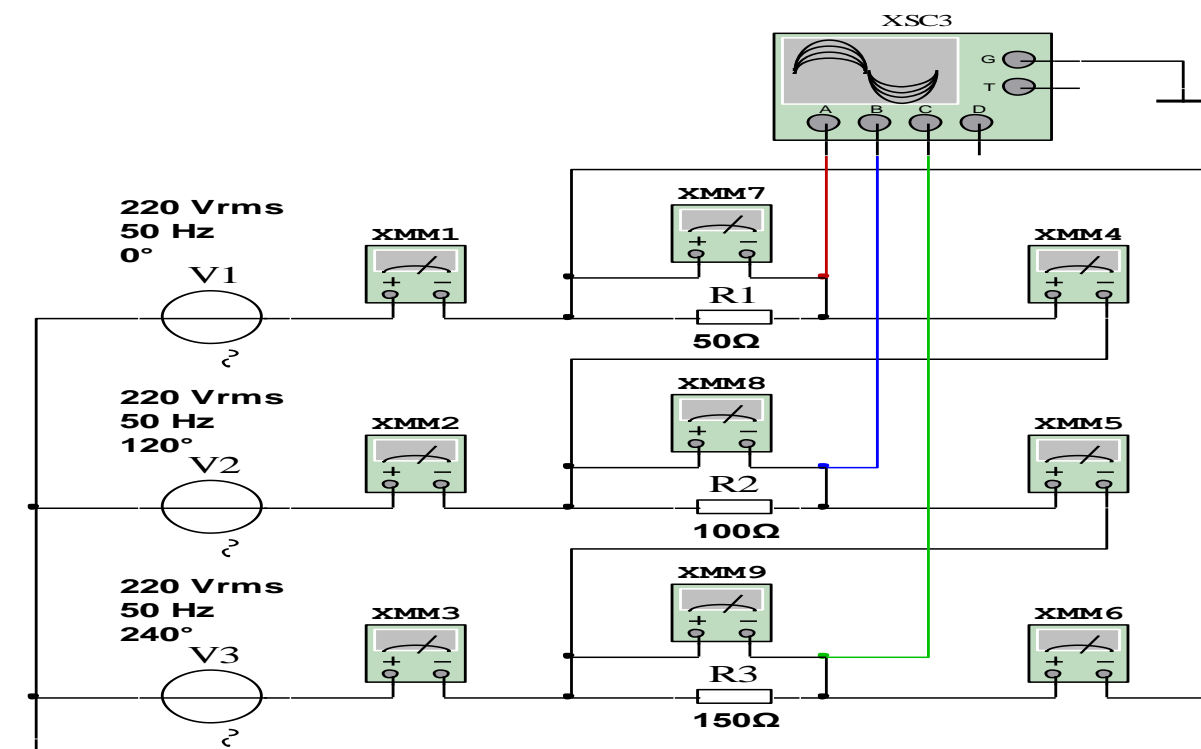 XSC3
G
T
A B C D
XMM7
220 Vrms
50 Hz
0°
V1
XMM1
XMM4
+ −
+ −
+ −
R1
50Ω
XMM8
220 Vrms
50 Hz
120°
V2
XMM2
XMM5
+ −
+ −
+ −
R2
100Ω
XMM9
220 Vrms
50 Hz
240°
V3
XMM3
XMM6
+ −
+ −
+ −
R3
150Ω